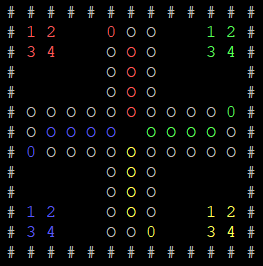 # # # # # # # # # # # # #
# 1 2     0 O O     1 2 #
# 3 4     O O O     3 4 #
#         O O O         #
#         O O O         #
# O O O O O O O O O O 0 #
# O O O O O   O O O O O #
# 0 O O O O O O O O O O #
#         O O O         #
#         O O O         #
# 1 2     O O O     1 2 #
# 3 4     O O 0     3 4 #
# # # # # # # # # # # # #